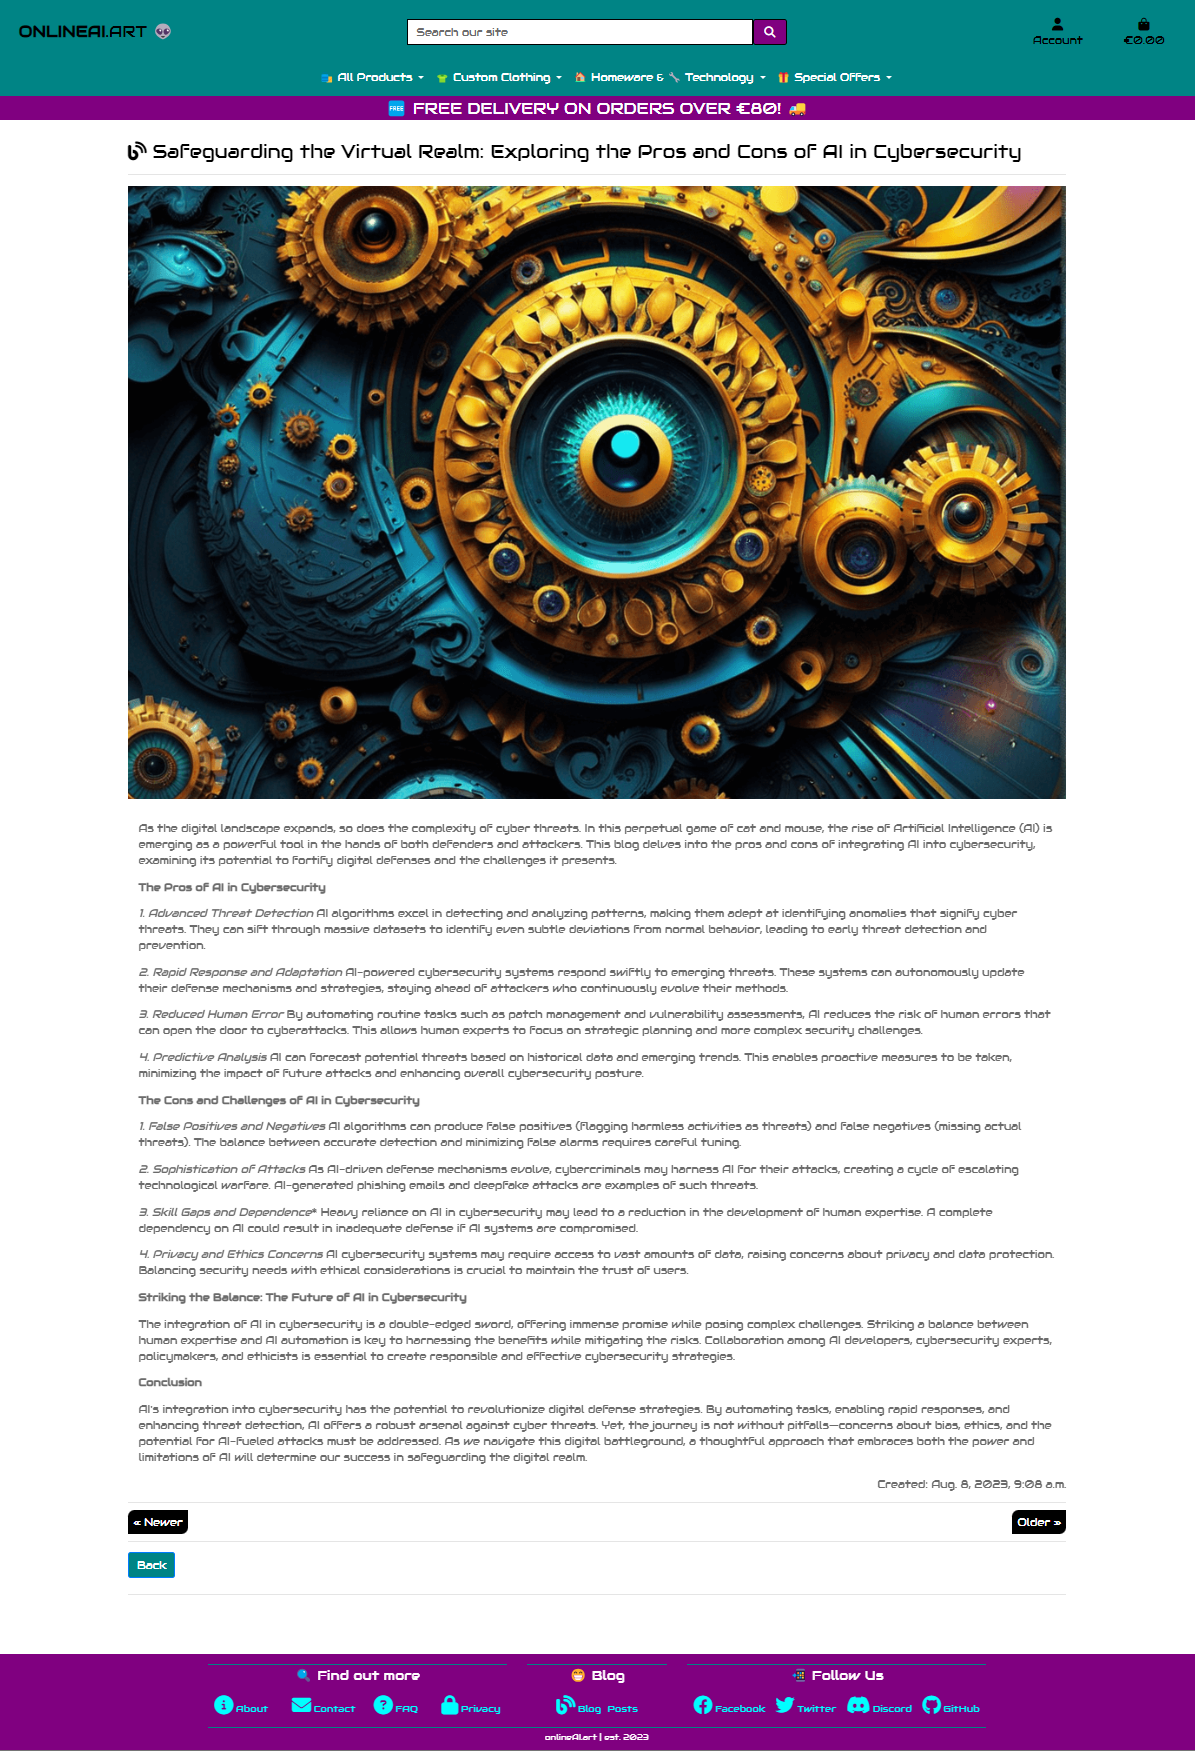 ONLINEAI.ART
Search our site
Account
€0.00
All Products
Custom Clothing
Homeware & Technology
Special Offers
FREE FREE DELIVERY ON ORDERS OVER €80!
Safeguarding the Virtual Realm: Exploring the Pros and Cons of AI in Cybersecurity
As the digital landscape expands, so does the complexity of cyber threats. In this perpetual game of cat and mouse, the rise of Artificial Intelligence (AI) is
emerging as a powerful tool in the hands of both defenders and attackers. This blog delves into the pros and cons of integrating AI into cybersecurity,
examining its potential to fortify digital defenses and the challenges it presents.
The Pros of AI in Cybersecurity
1. Advanced Threat Detection AI algorithms excel in detecting and analyzing patterns, making them adept at identifying anomalies that signify cyber
threats. They can sift through massive datasets to identify even subtle deviations from normal behavior, leading to early threat detection and
prevention.
2. Rapid Response and Adaptation AI-powered cybersecurity systems respond swiftly to emerging threats. These systems can autonomously update
their defense mechanisms and strategies, staying ahead of attackers who continuously evolve their methods.
3. Reduced Human Error By automating routine tasks such as patch management and vulnerability assessments, AI reduces the risk of human errors that
can open the door to cyberattacks. This allows human experts to focus on strategic planning and more complex security challenges.
4. Predictive Analysis AI can forecast potential threats based on historical data and emerging trends. This enables proactive measures to be taken,
minimizing the impact of future attacks and enhancing overall cybersecurity posture.
The Cons and Challenges of AI in Cybersecurity
1. False Positives and Negatives AI algorithms can produce false positives (flagging harmless activities as threats) and false negatives (missing actual
threats). The balance between accurate detection and minimizing false alarms requires careful tuning.
2. Sophistication of Attacks As AI-driven defense mechanisms evolve, cybercriminals may harness AI for their attacks, creating a cycle of escalating
technological warfare. AI-generated phishing emails and deepfake attacks are examples of such threats.
3. Skill Gaps and Dependence* Heavy reliance on AI in cybersecurity may lead to a reduction in the development of human expertise. A complete
dependency on AI could result in inadequate defense if AI systems are compromised.
4. Privacy and Ethics Concerns AI cybersecurity systems may require access to vast amounts of data, raising concerns about privacy and data protection.
Balancing security needs with ethical considerations is crucial to maintain the trust of users.
Striking the Balance: The Future of AI in Cybersecurity
The integration of AI in cybersecurity is a double-edged sword, offering immense promise while posing complex challenges. Striking a balance between
human expertise and AI automation is key to harnessing the benefits while mitigating the risks. Collaboration among AI developers, cybersecurity experts,
policymakers, and ethicists is essential to create responsible and effective cybersecurity strategies.
Conclusion
AI's integration into cybersecurity has the potential to revolutionize digital defense strategies. By automating tasks, enabling rapid responses, and
enhancing threat detection, AI offers a robust arsenal against cyber threats. Yet, the journey is not without pitfalls—concerns about bias, ethics, and the
potential for AI-fueled attacks must be addressed. As we navigate this digital battleground, a thoughtful approach that embraces both the power and
limitations of AI will determine our success in safeguarding the digital realm.
Created: Aug. 8, 2023, 9:08 a.m.
« Newer
Older »
Back
Find out more
Blog
Follow Us
About
Contact
FAQ
Privacy
Blog Posts
Facebook
Twitter
Discord
GitHub
onlineAI.art | est. 2023